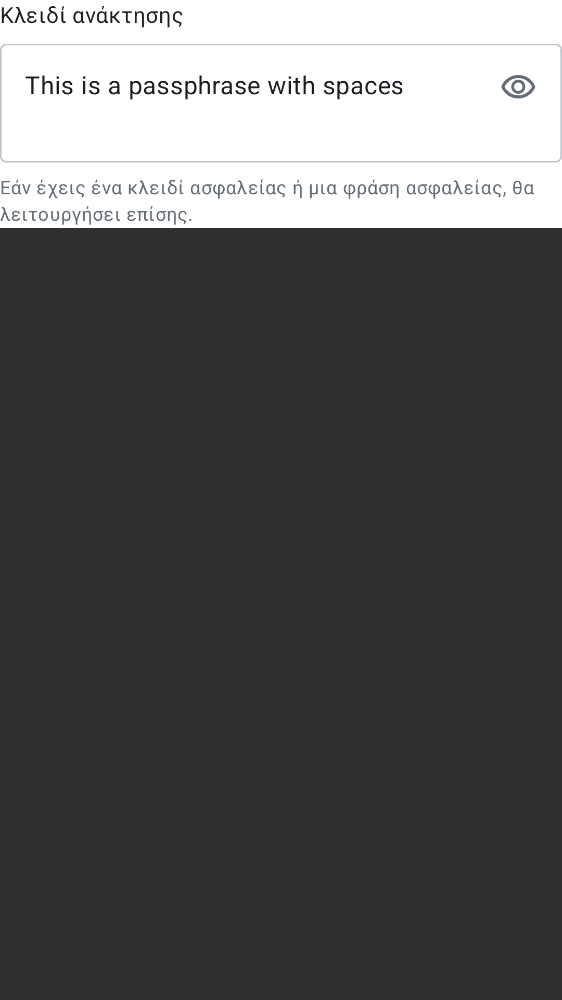 Κλειδί ανάκτησης
This is a passphrase with spaces
Εάν έχεις ένα κλειδί ασφαλείας ή μια φράση ασφαλείας, θα
λειτουργήσει επίσης.